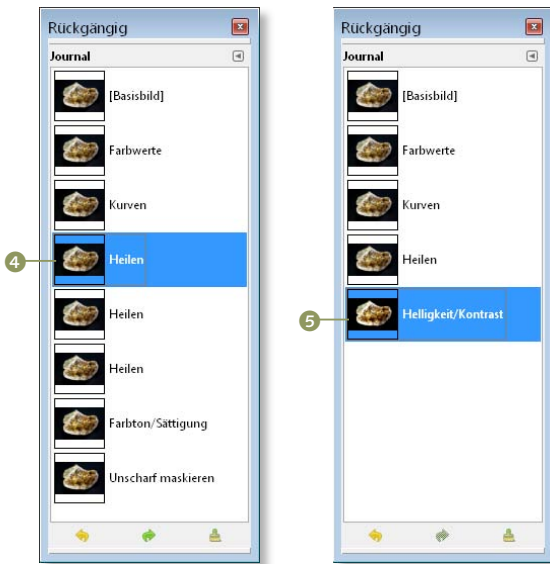 Rückgängig
Journal
[Basisbild]
Farbwerte
Kurven
4
Heilen
Heilen
Heilen
Farbton/Sättigung
Unscharf maskieren
Rückgängig
Journal
[Basisbild]
Farbwerte
Kurven
Heilen
5
Helligkeit/Kontrast